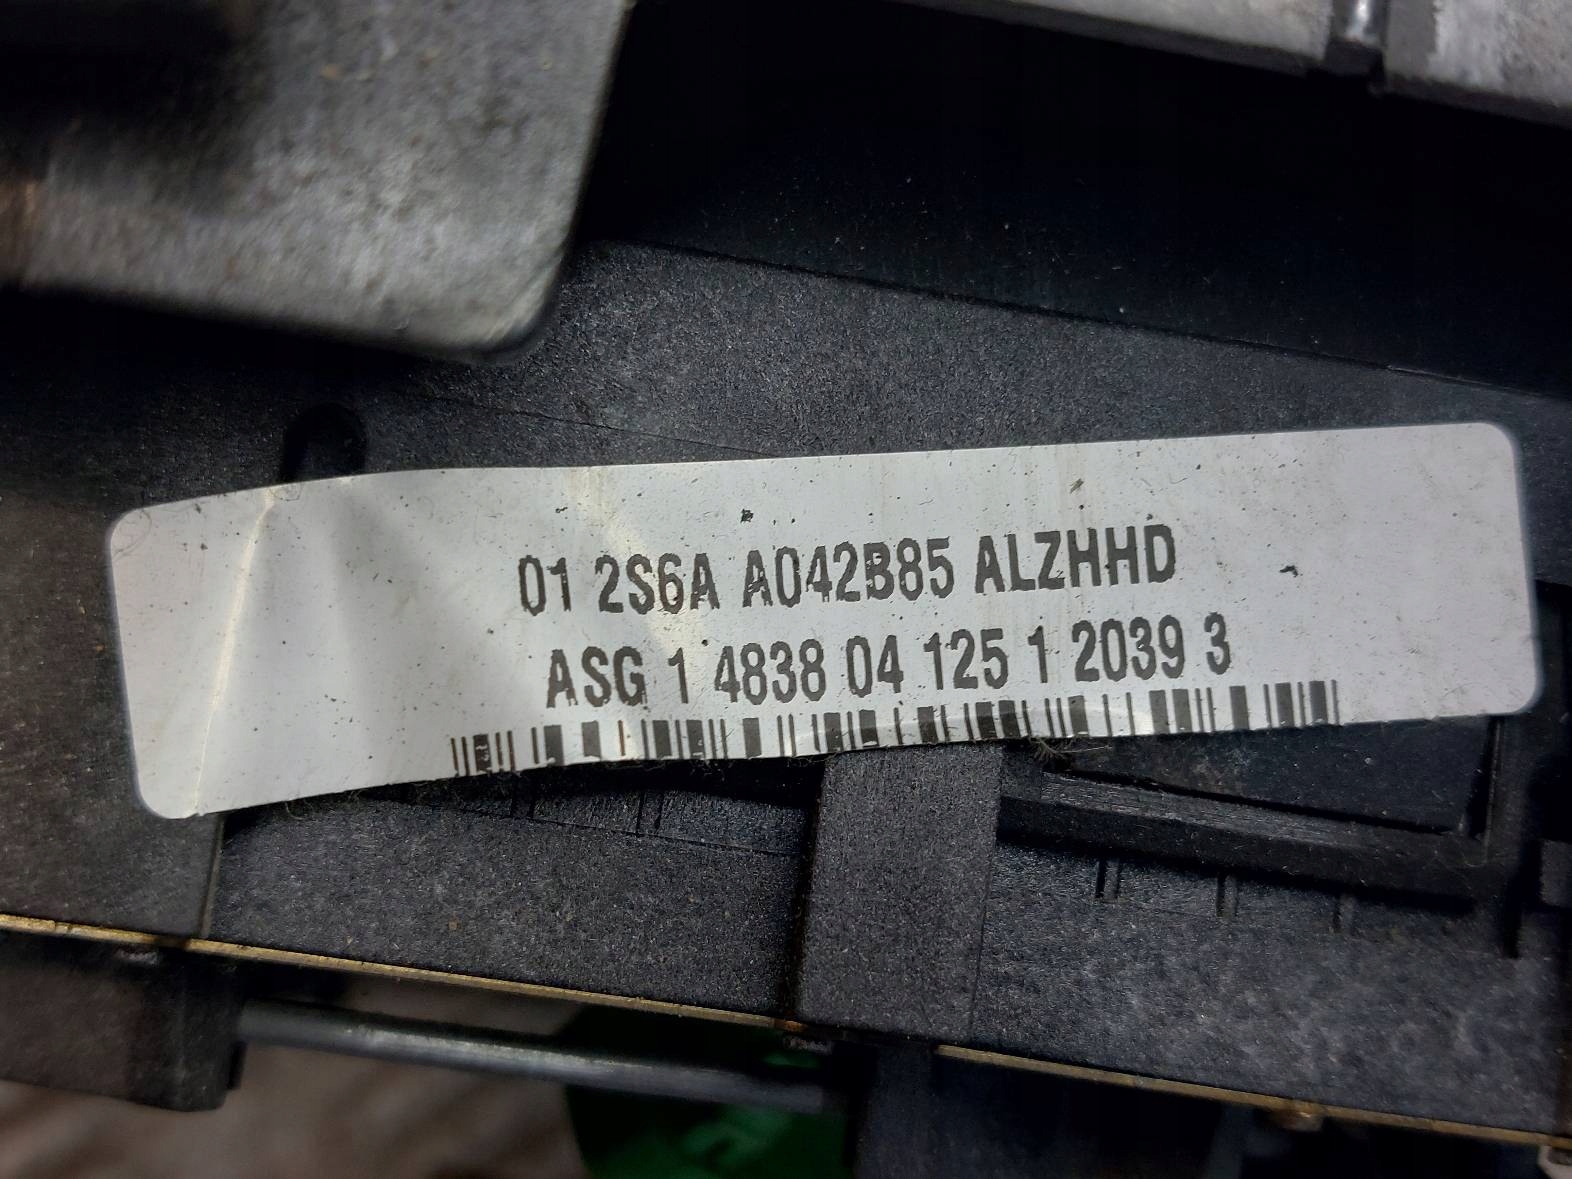 01 2S6A A042B85 ALZHHD
ASG 1 4838 04 125 1 2039 3